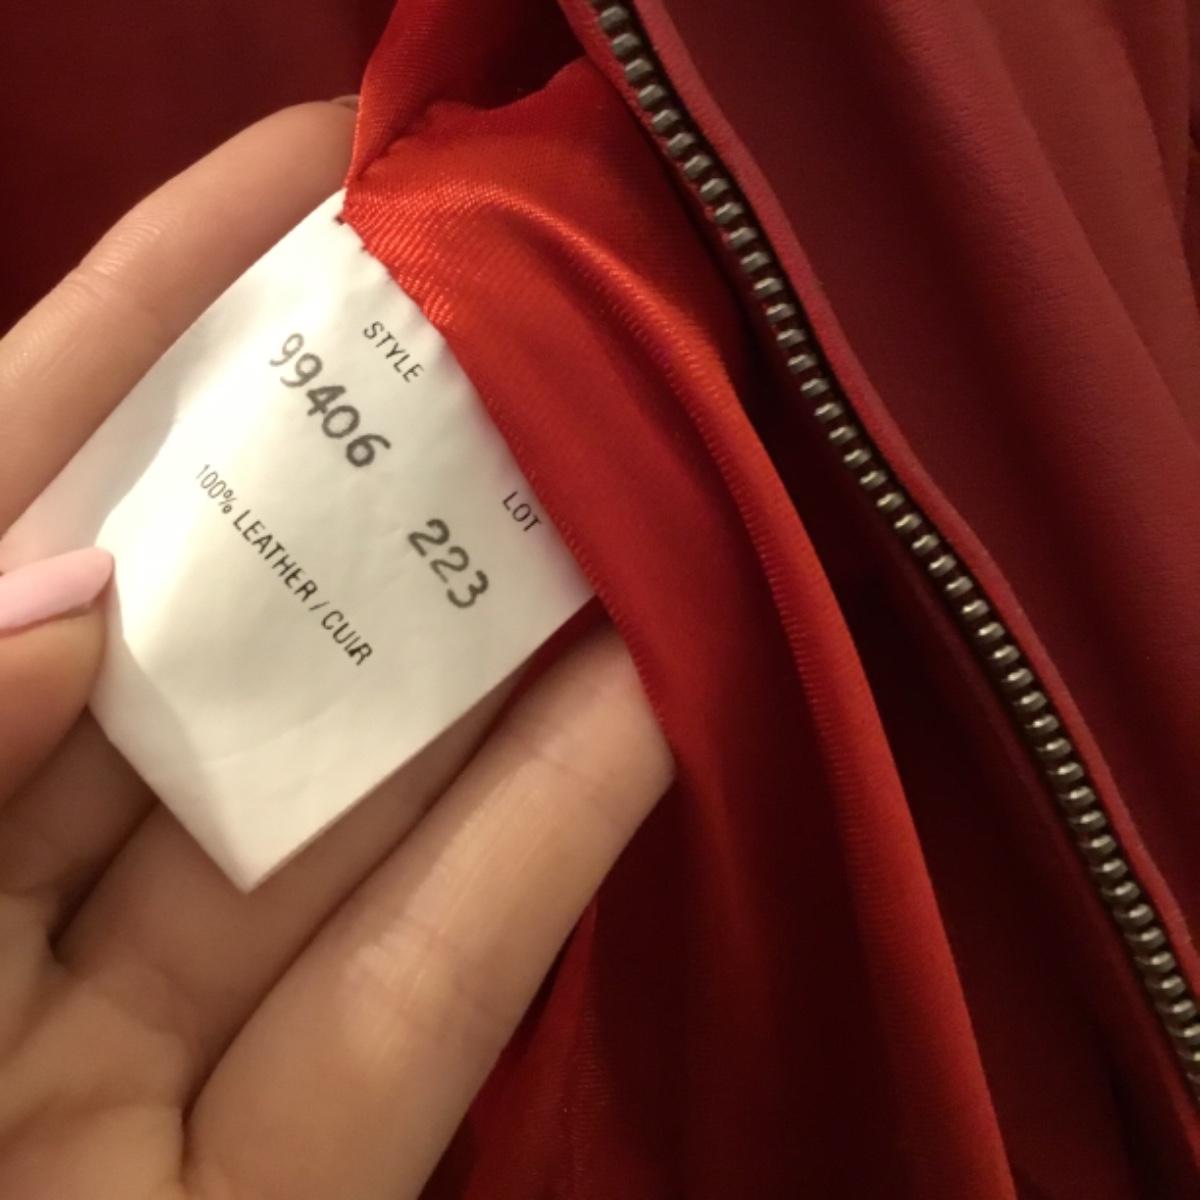 STYLE
99406
LOT
223
100% LEATHER / CUIR